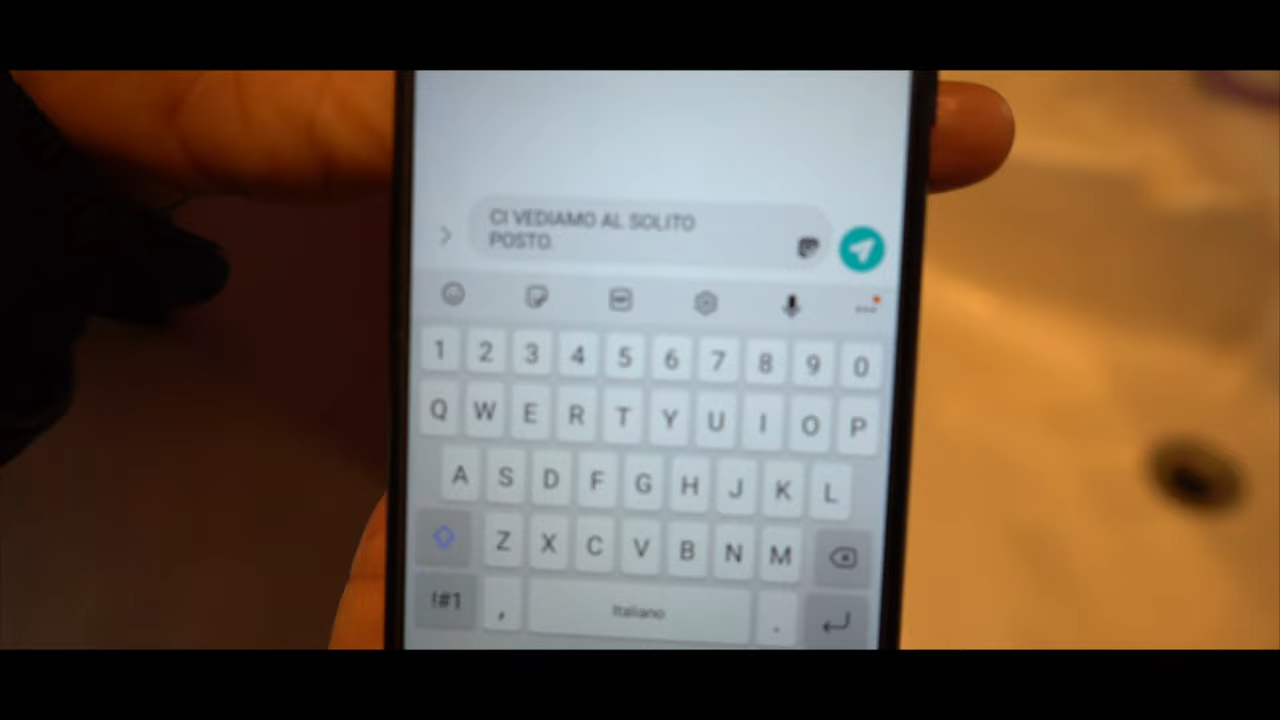 CI VEDIAMO AL SOLITO
POSTO.
1 2 3 4 5 6 7 8 9 0
Q W E R T Y U I O P
A S D F G H J K L
Z X C V B N M
!#1 , Italiano .